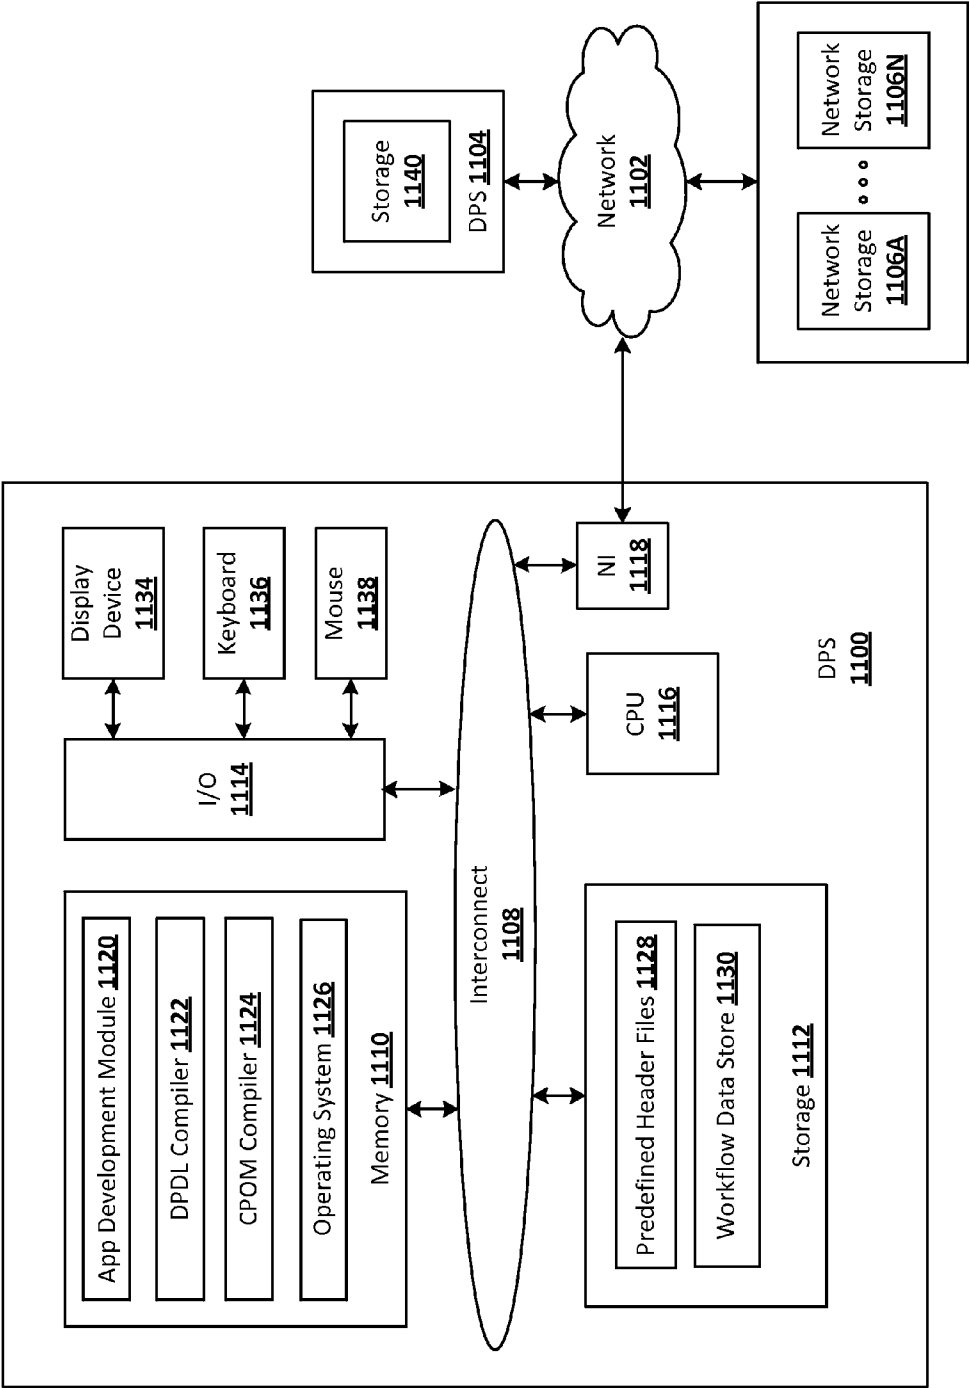 App Development Module 1120
DPDL Compiler 1122
CPOM Compiler 1124
Operating System 1126
Memory 1110
I/O
1114
Display
Device
1134
Keyboard
1136
Mouse
1138
Interconnect
1108
Predefined Header Files 1128
Workflow Data Store 1130
Storage 1112
CPU
1116
NI
1118
DPS
1100
Storage
1140
DPS 1104
Network
1102
Network
Storage
1106A
Network
Storage
1106N